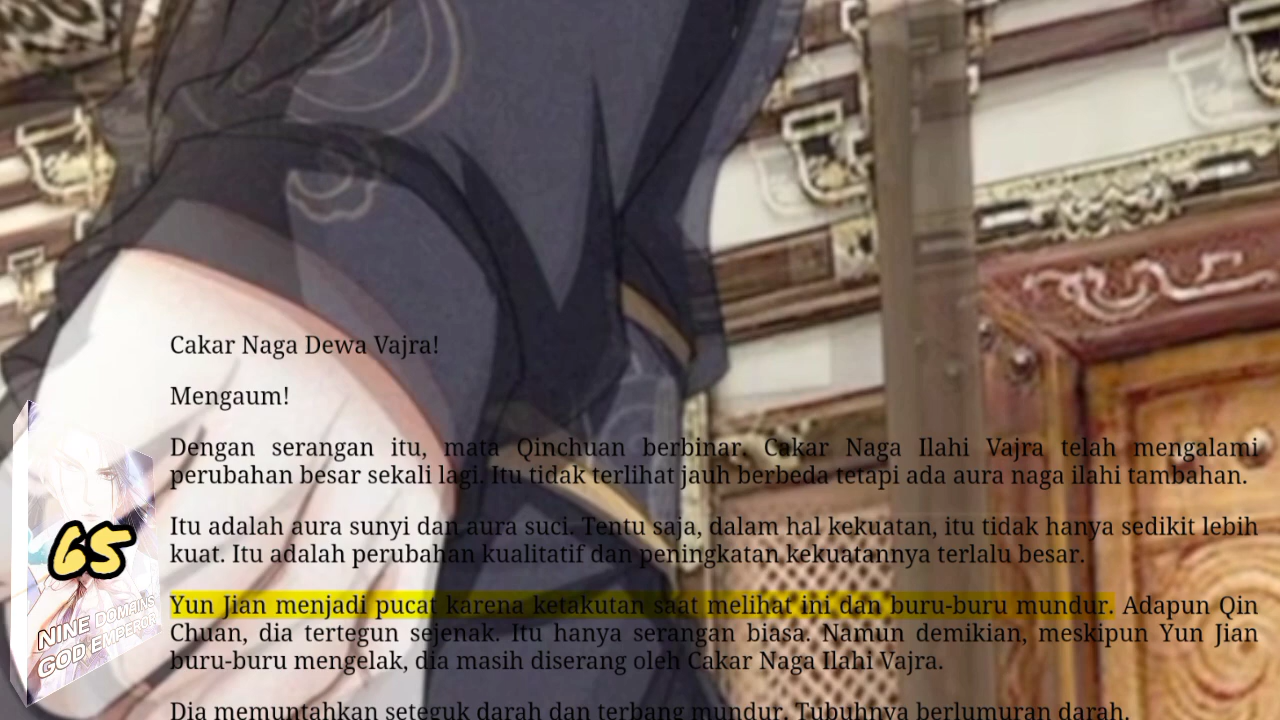 Cakar Naga Dewa Vajra!
Mengaum!
Dengan serangan itu, mata Qinchuan berbinar. Cakar Naga Ilahi Vajra telah mengalami
perubahan besar sekali lagi. Itu tidak terlihat jauh berbeda tetapi ada aura naga ilahi tambahan.
Itu adalah aura sunyi dan aura suci. Tentu saja, dalam hal kekuatan, itu tidak hanya sedikit lebih
kuat. Itu adalah perubahan kualitatif dan peningkatan kekuatannya terlalu besar.
Yun Jian menjadi pucat karena ketakutan saat melihat ini dan buru-buru mundur. Adapun Qin
Chuan, dia tertegun sejenak. Itu hanya serangan biasa. Namun demikian, meskipun Yun Jian
buru-buru mengelak, dia masih diserang oleh Cakar Naga Ilahi Vajra.
Dia memuntahkan seteguk darah dan terbang mundur. Tubuhnya berlumuran darah.
65
NINE DOMAINS
GOD EMPEROR